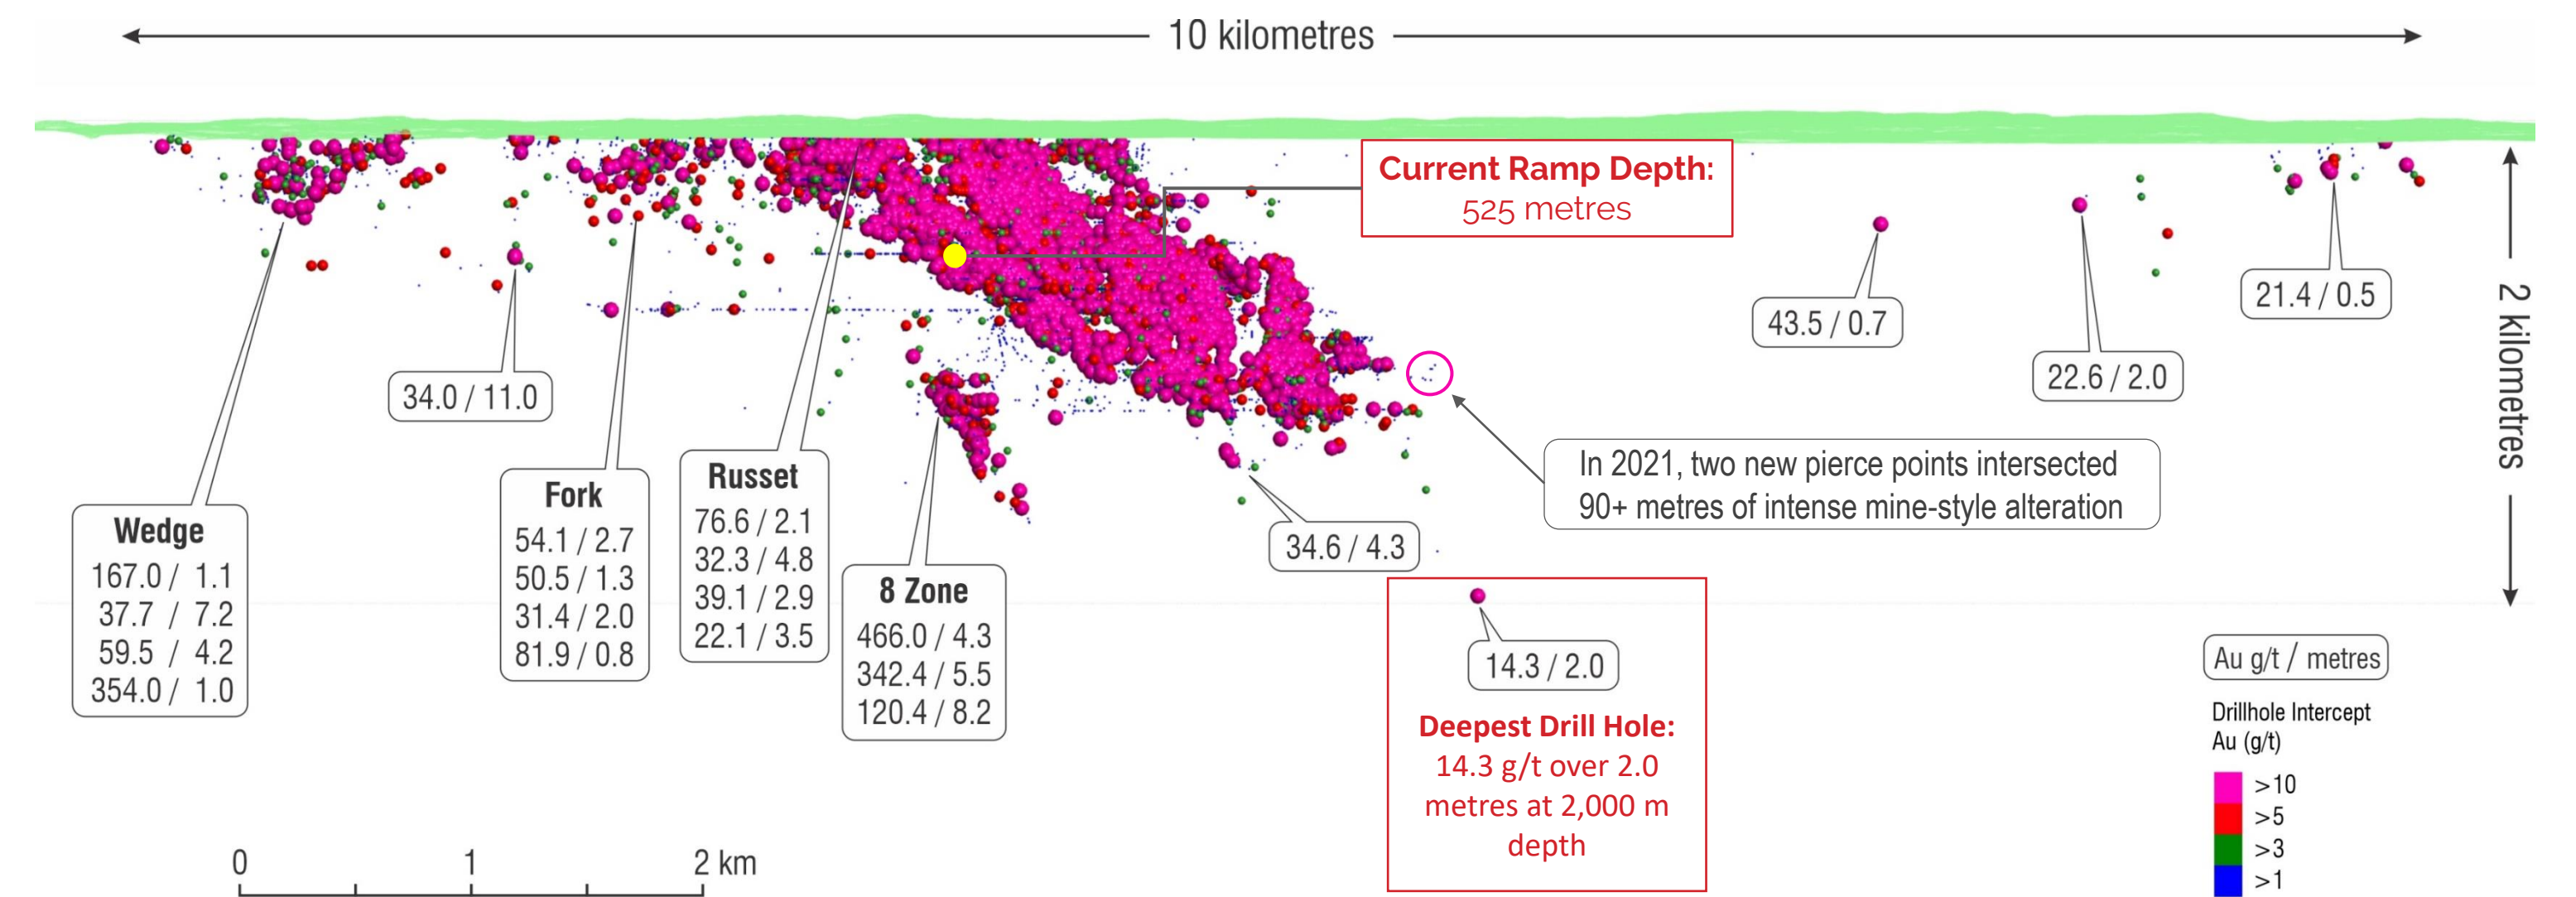 10 kilometres
Current Ramp Depth:
525 metres
2 kilometres
43.5 / 0.7
22.6 / 2.0
21.4 / 0.5
34.0 / 11.0
In 2021, two new pierce points intersected
90+ metres of intense mine-style alteration
Wedge
167.0 / 1.1
37.7 / 7.2
59.5 / 4.2
354.0 / 1.0
Fork
54.1 / 2.7
50.5 / 1.3
31.4 / 2.0
81.9 / 0.8
Russet
76.6 / 2.1
32.3 / 4.8
39.1 / 2.9
22.1 / 3.5
8 Zone
466.0 / 4.3
342.4 / 5.5
120.4 / 8.2
34.6 / 4.3
14.3 / 2.0
Deepest Drill Hole:
14.3 g/t over 2.0
metres at 2,000 m
depth
Au g/t / metres
Drillhole Intercept
Au (g/t)
>10
>5
>3
>1
0 1 2 km